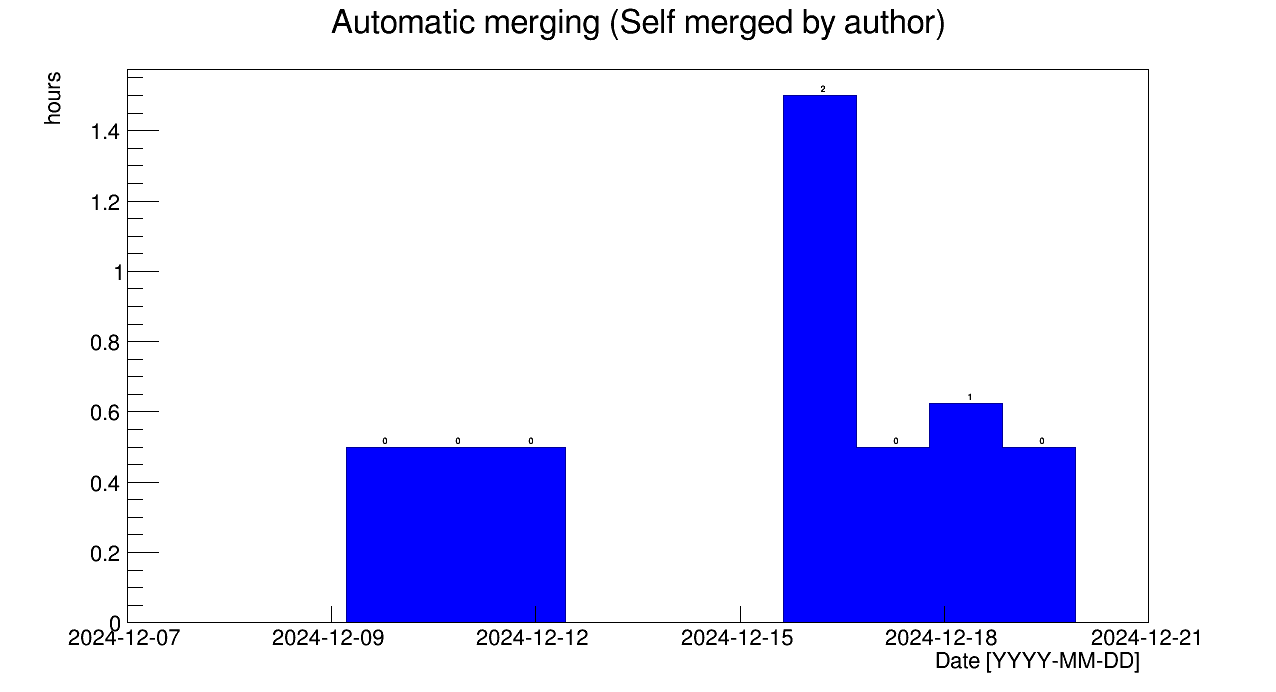 Automatic merging (Self merged by author)
hours
1.4
1.2
1
0.8
0.6
0.4
0.2
0
2
1
0 0 0 0 0
2024-12-07 2024-12-09 2024-12-12 2024-12-15 2024-12-18 2024-12-21
Date [YYYY-MM-DD]